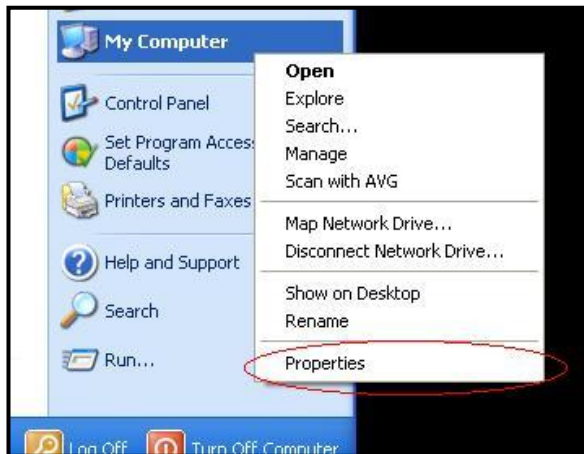 My Computer
Control Panel
Set Program Access
Defaults
Printers and Faxes
Help and Support
Search
Run...
Log Off
Turn Off Computer
Open
Explore
Search...
Manage
Scan with AVG
Map Network Drive...
Disconnect Network Drive...
Show on Desktop
Rename
Properties